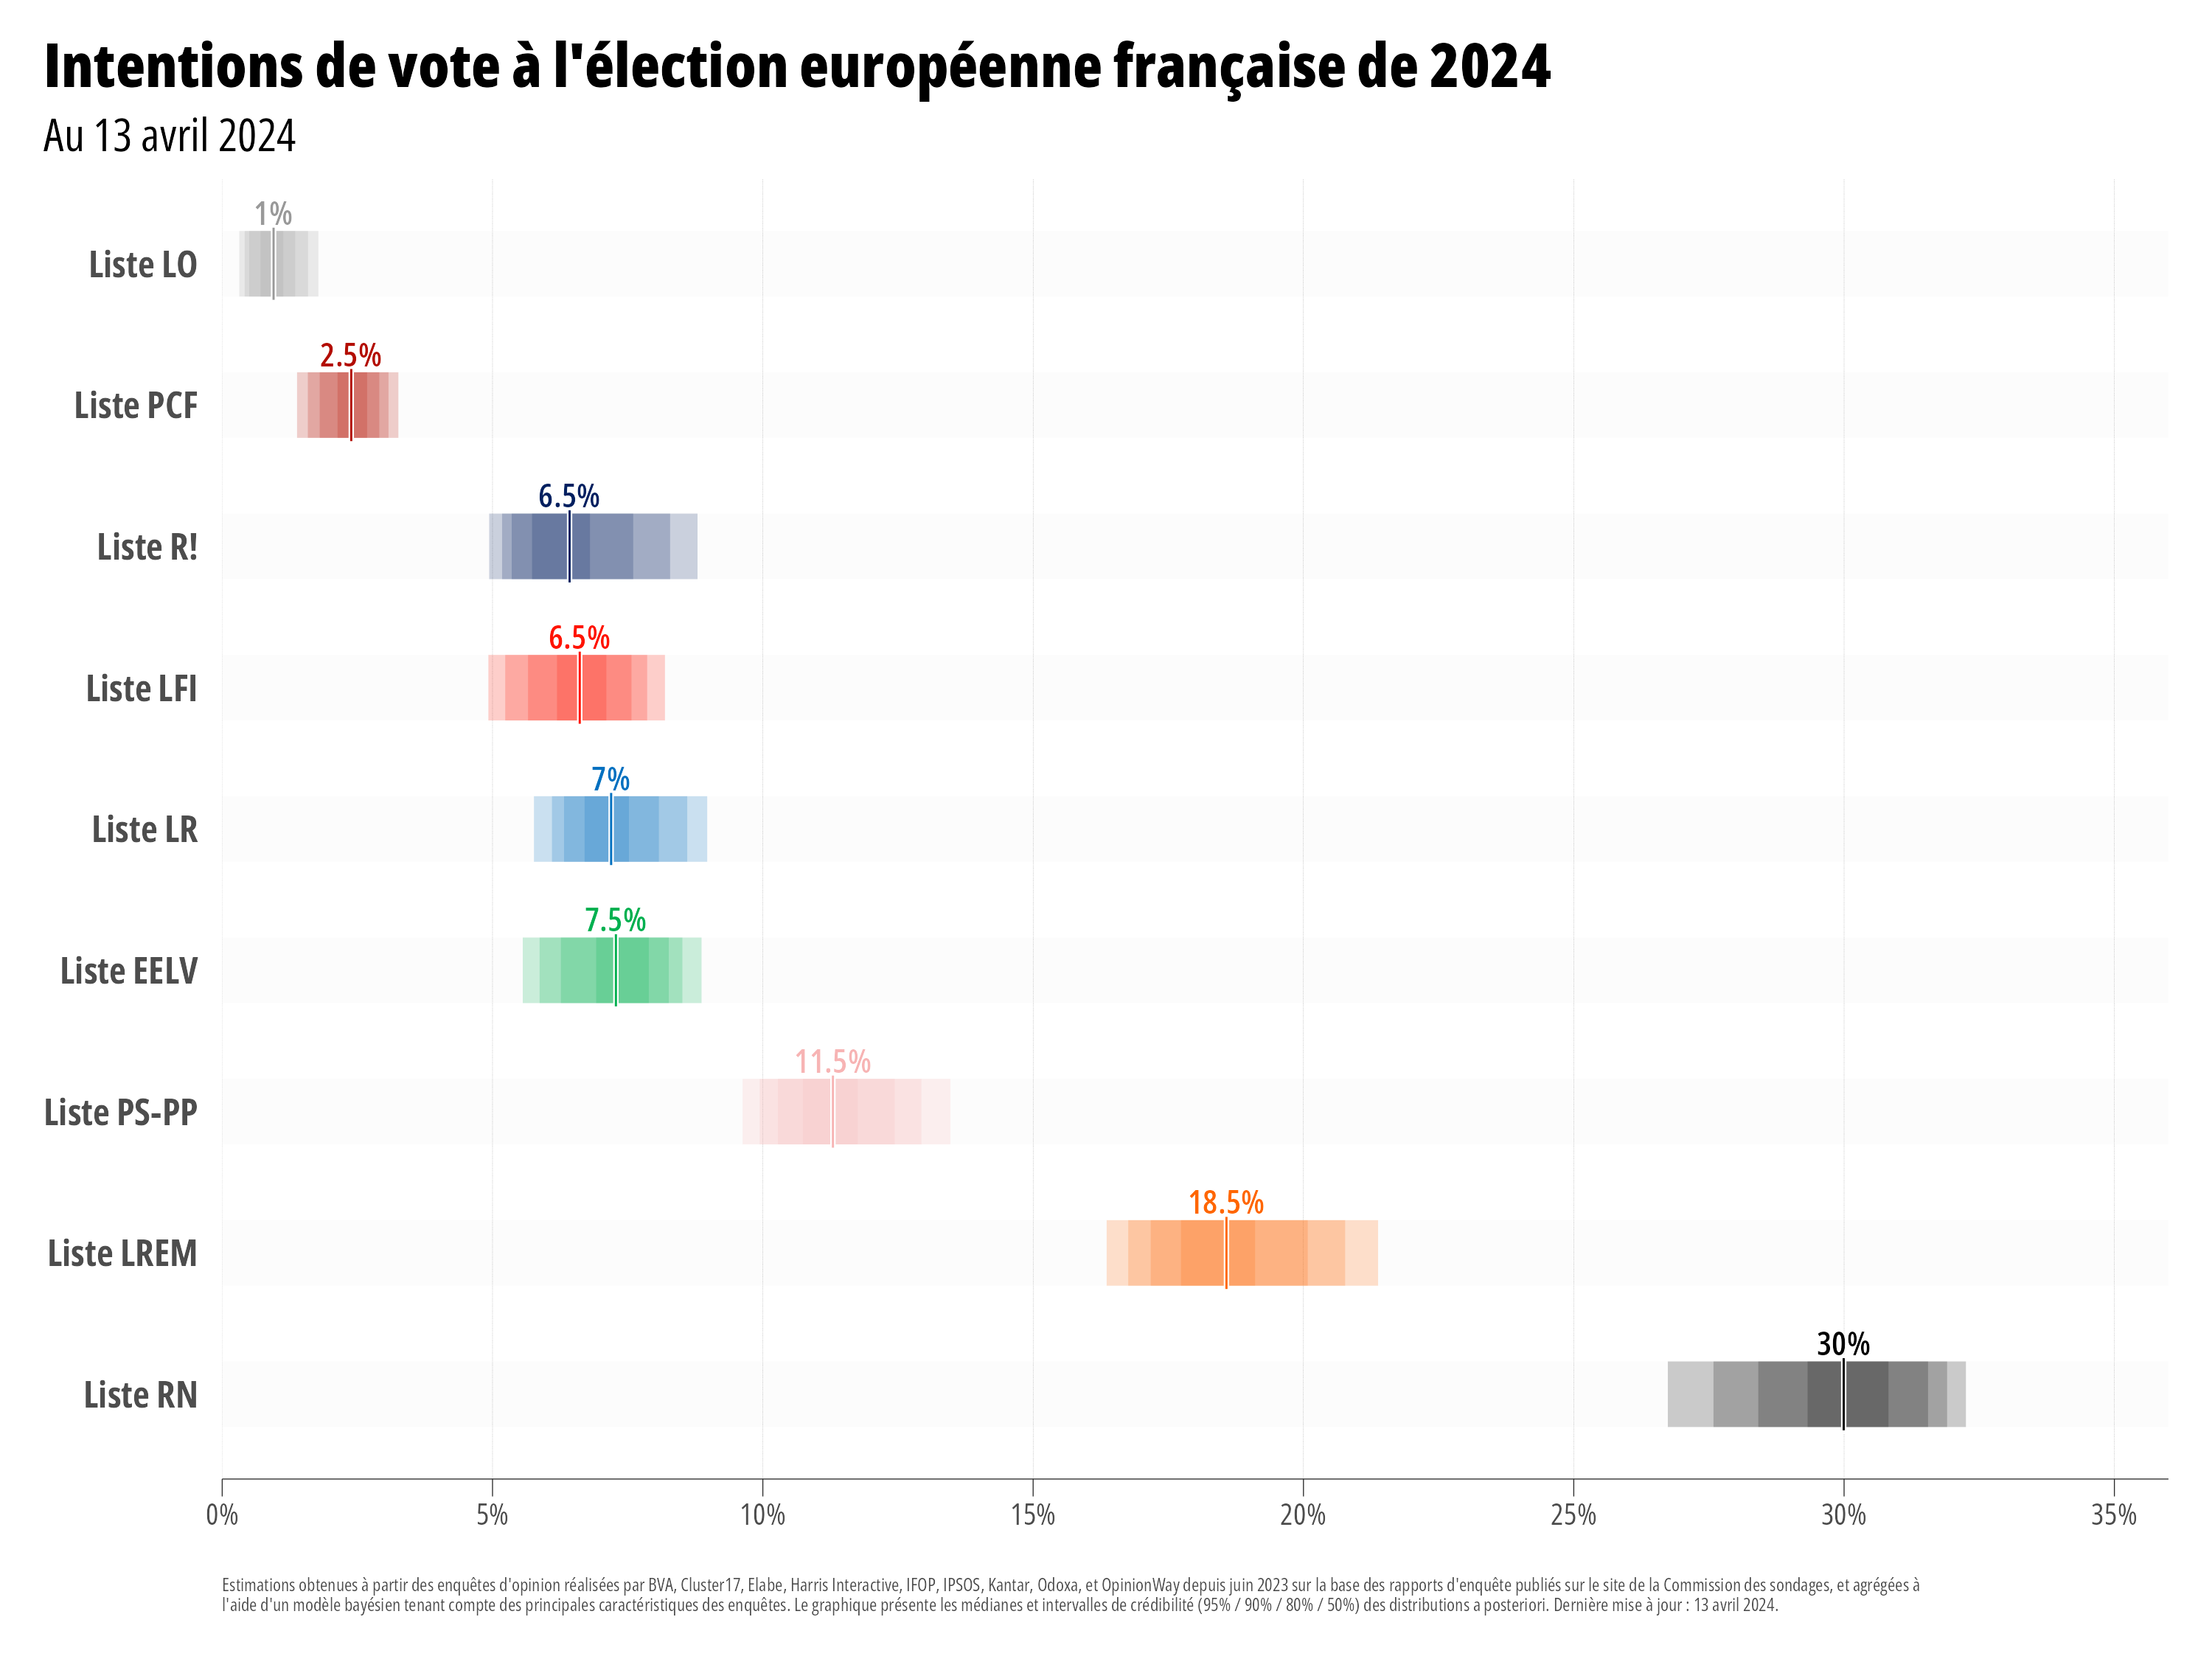 Intentions de vote à l'élection européenne française de 2024
Au 13 avril 2024
1%
Liste LO
2.5%
Liste PCF
6.5%
Liste R!
6.5%
Liste LFI
7%
Liste LR
7.5%
Liste EELV
11.5%
Liste PS-PP
18.5%
Liste LREM
30%
Liste RN
0% 5% 10% 15% 20% 25% 30% 35%
Estimations obtenues à partir des enquêtes d'opinion réalisées par BVA, Cluster17, Elabe, Harris Interactive, IFOP, IPSOS, Kantar, Odoxa, et OpinionWay depuis juin 2023 sur la base des rapports d'enquête publiés sur le site de la Commission des sondages, et agrégées à
l'aide d'un modèle bayésien tenant compte des principales caractéristiques des enquêtes. Le graphique présente les médianes et intervalles de crédibilité (95% / 90% / 80% / 50%) des distributions a posteriori. Dernière mise à jour : 13 avril 2024.